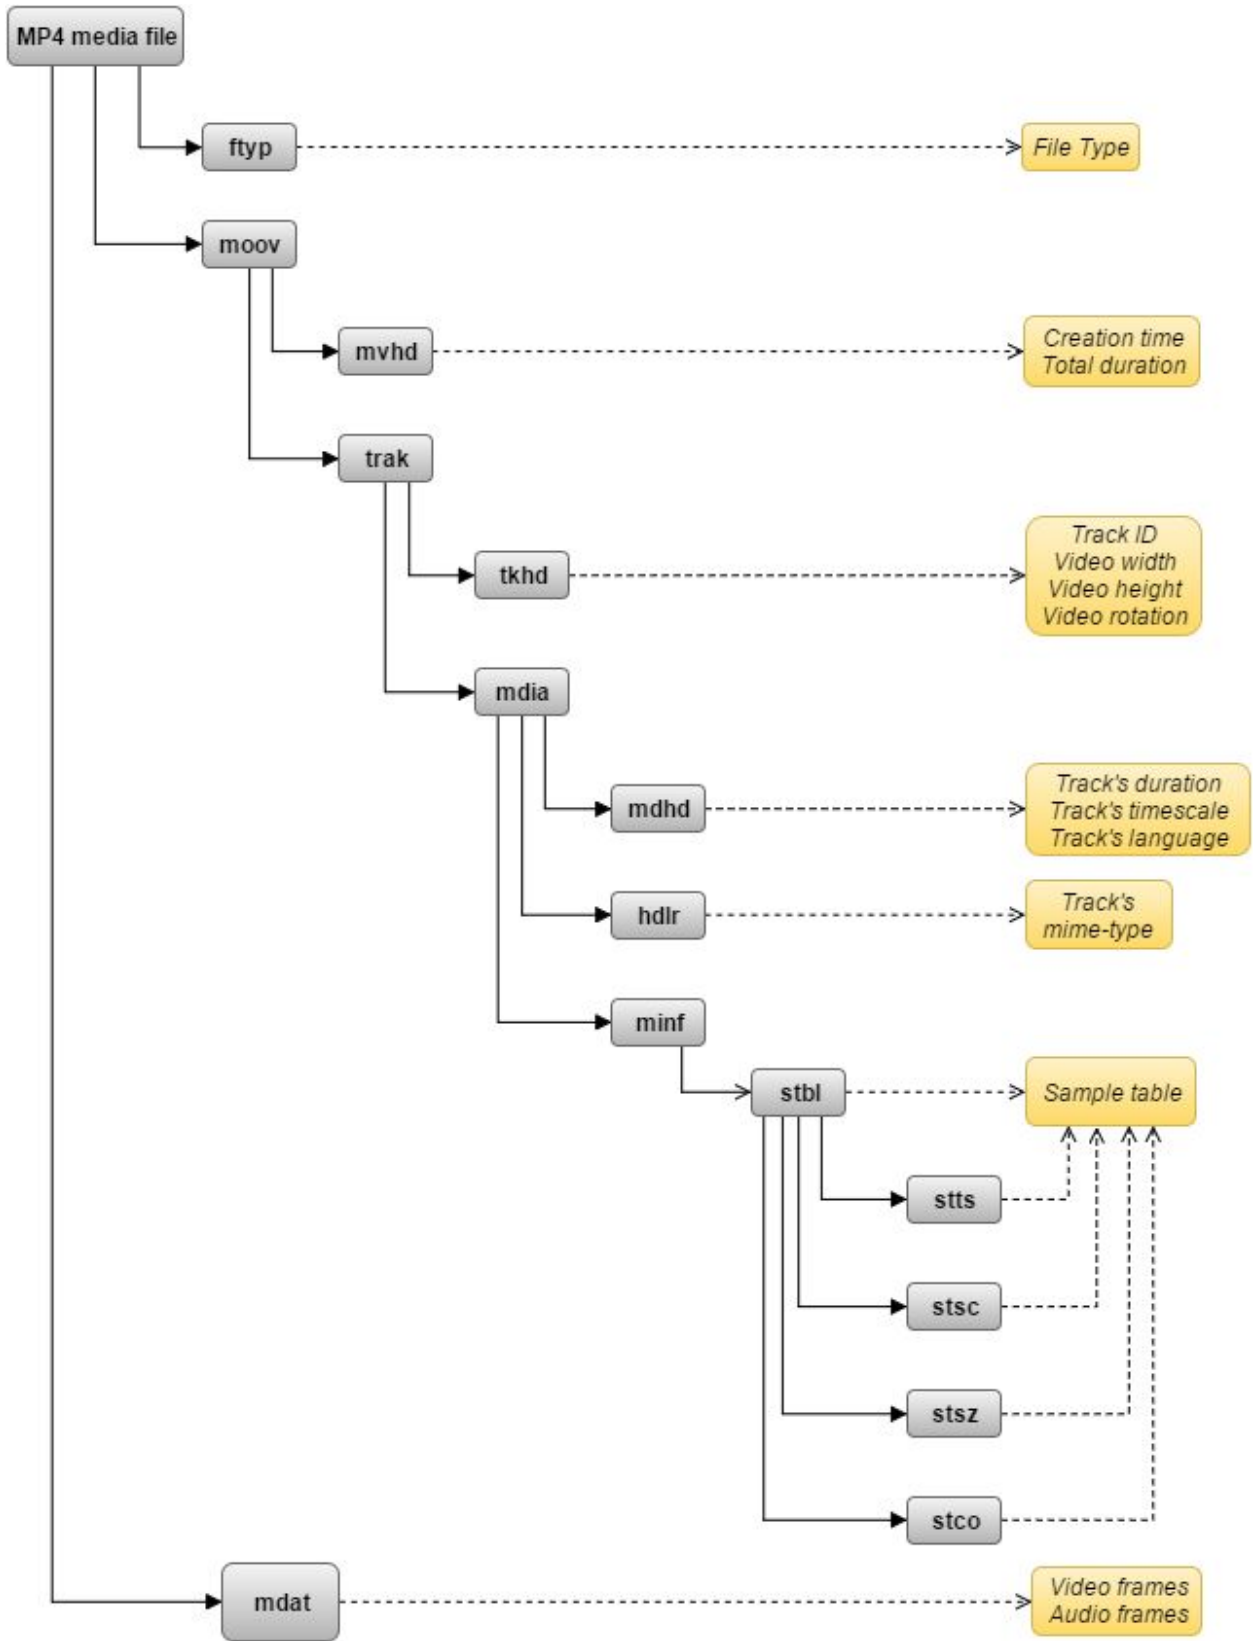 MP4 media file
ftyp
File Type
moov
mvhd
Creation time
Total duration
trak
tkhd
Track ID
Video width
Video height
Video rotation
mdia
mdhd
Track's duration
Track's timescale
Track's language
hdlr
Track's
mime-type
minf
stbl
Sample table
stts
stsc
stsz
stco
mdat
Video frames
Audio frames